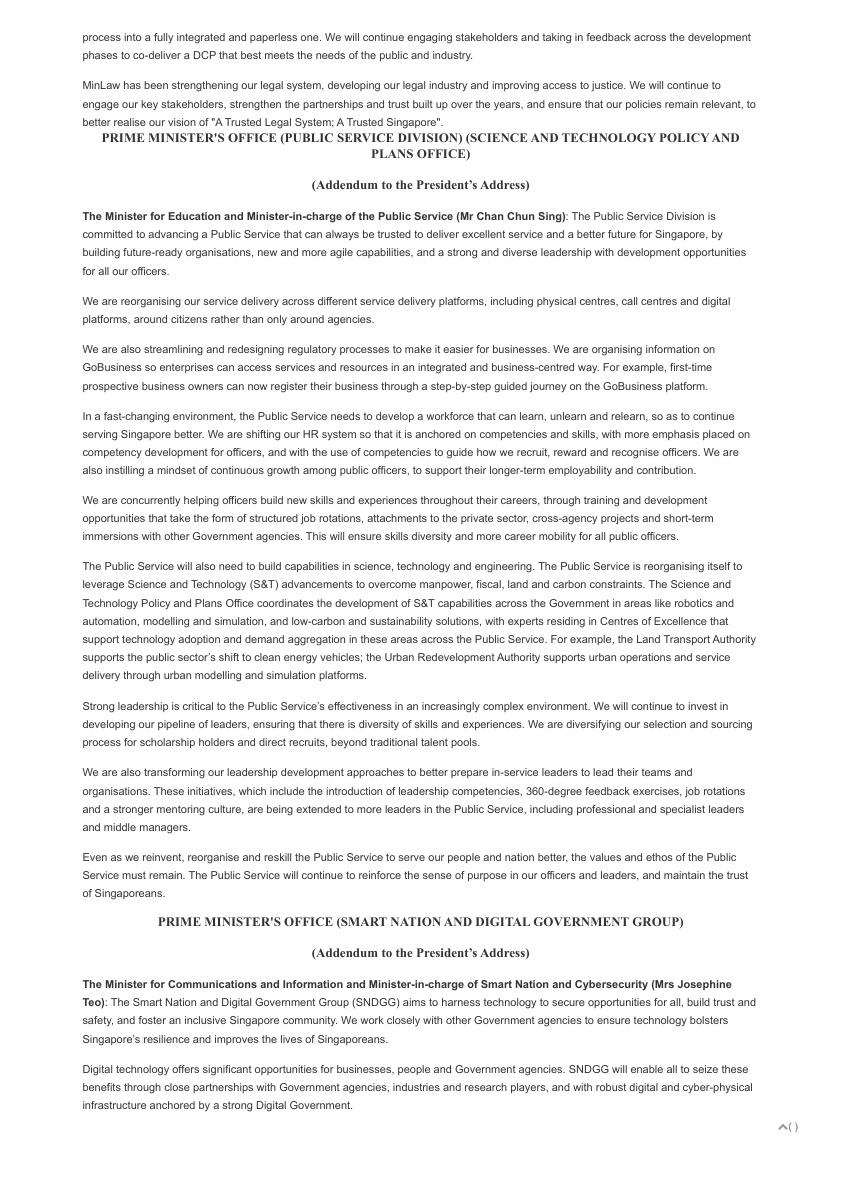 process into a fully integrated and paperless one. We will continue engaging stakeholders and taking in feedback across the development
phases to co-deliver a DCP that best meets the needs of the public and industry.
MinLaw has been strengthening our legal system, developing our legal industry and improving access to justice. We will continue to
engage our key stakeholders, strengthen the partnerships and trust built up over the years, and ensure that our policies remain relevant, to
better realise our vision of "A Trusted Legal System; A Trusted Singapore".
PRIME MINISTER'S OFFICE (PUBLIC SERVICE DIVISION) (SCIENCE AND TECHNOLOGY POLICY AND
PLANS OFFICE)
(Addendum to the President’s Address)
The Minister for Education and Minister-in-charge of the Public Service (Mr Chan Chun Sing): The Public Service Division is
committed to advancing a Public Service that can always be trusted to deliver excellent service and a better future for Singapore, by
building future-ready organisations, new and more agile capabilities, and a strong and diverse leadership with development opportunities
for all our officers.
We are reorganising our service delivery across different service delivery platforms, including physical centres, call centres and digital
platforms, around citizens rather than only around agencies.
We are also streamlining and redesigning regulatory processes to make it easier for businesses. We are organising information on
GoBusiness so enterprises can access services and resources in an integrated and business-centred way. For example, first-time
prospective business owners can now register their business through a step-by-step guided journey on the GoBusiness platform.
In a fast-changing environment, the Public Service needs to develop a workforce that can learn, unlearn and relearn, so as to continue
serving Singapore better. We are shifting our HR system so that it is anchored on competencies and skills, with more emphasis placed on
competency development for officers, and with the use of competencies to guide how we recruit, reward and recognise officers. We are
also instilling a mindset of continuous growth among public officers, to support their longer-term employability and contribution.
We are concurrently helping officers build new skills and experiences throughout their careers, through training and development
opportunities that take the form of structured job rotations, attachments to the private sector, cross-agency projects and short-term
immersions with other Government agencies. This will ensure skills diversity and more career mobility for all public officers.
The Public Service will also need to build capabilities in science, technology and engineering. The Public Service is reorganising itself to
leverage Science and Technology (S&T) advancements to overcome manpower, fiscal, land and carbon constraints. The Science and
Technology Policy and Plans Office coordinates the development of S&T capabilities across the Government in areas like robotics and
automation, modelling and simulation, and low-carbon and sustainability solutions, with experts residing in Centres of Excellence that
support technology adoption and demand aggregation in these areas across the Public Service. For example, the Land Transport Authority
supports the public sector’s shift to clean energy vehicles; the Urban Redevelopment Authority supports urban operations and service
delivery through urban modelling and simulation platforms.
Strong leadership is critical to the Public Service’s effectiveness in an increasingly complex environment. We will continue to invest in
developing our pipeline of leaders, ensuring that there is diversity of skills and experiences. We are diversifying our selection and sourcing
process for scholarship holders and direct recruits, beyond traditional talent pools.
We are also transforming our leadership development approaches to better prepare in-service leaders to lead their teams and
organisations. These initiatives, which include the introduction of leadership competencies, 360-degree feedback exercises, job rotations
and a stronger mentoring culture, are being extended to more leaders in the Public Service, including professional and specialist leaders
and middle managers.
Even as we reinvent, reorganise and reskill the Public Service to serve our people and nation better, the values and ethos of the Public
Service must remain. The Public Service will continue to reinforce the sense of purpose in our officers and leaders, and maintain the trust
of Singaporeans.
PRIME MINISTER'S OFFICE (SMART NATION AND DIGITAL GOVERNMENT GROUP)
(Addendum to the President’s Address)
The Minister for Communications and Information and Minister-in-charge of Smart Nation and Cybersecurity (Mrs Josephine
Teo): The Smart Nation and Digital Government Group (SNDGG) aims to harness technology to secure opportunities for all, build trust and
safety, and foster an inclusive Singapore community. We work closely with other Government agencies to ensure technology bolsters
Singapore’s resilience and improves the lives of Singaporeans.
Digital technology offers significant opportunities for businesses, people and Government agencies. SNDGG will enable all to seize these
benefits through close partnerships with Government agencies, industries and research players, and with robust digital and cyber-physical
infrastructure anchored by a strong Digital Government.
( )